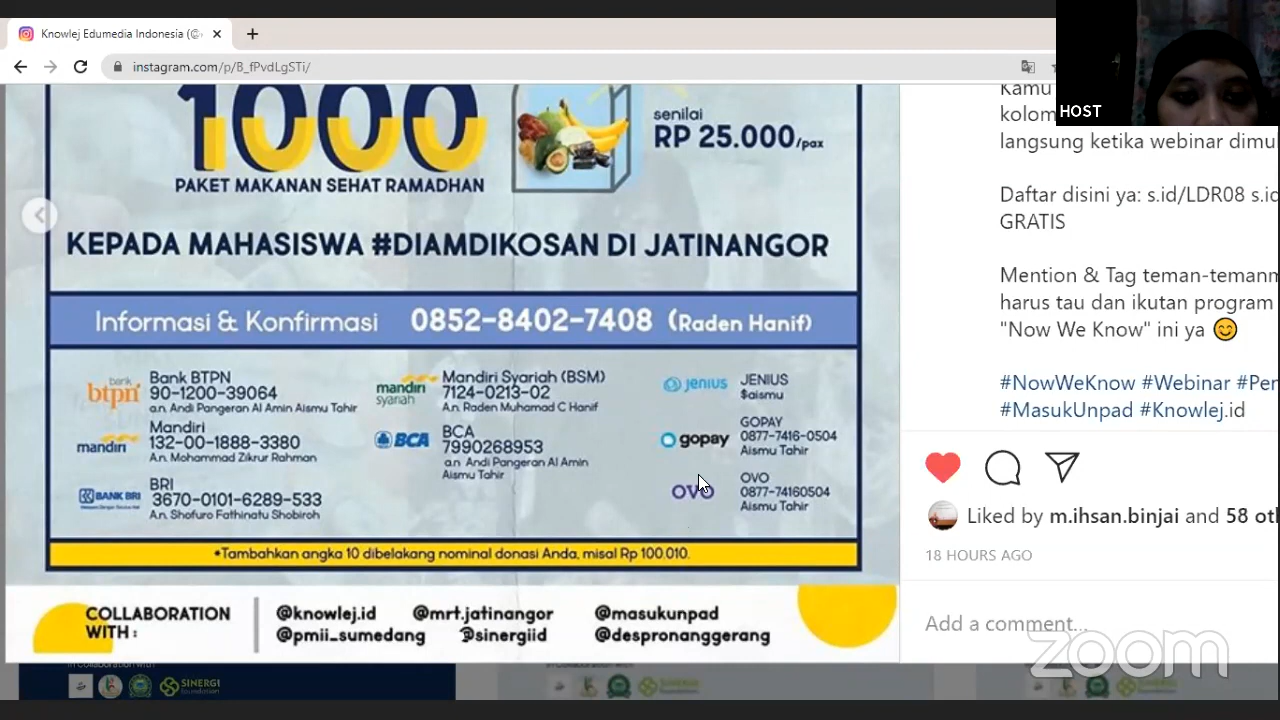 Knowlej Edumedia Indonesia (@
instagram.com/p/B_fPvdLgSTi/
HOST
1000
PAKET MAKANAN SEHAT RAMADHAN
senilai
RP 25.000/pax
KEPADA MAHASISWA #DIAMDIKOSAN DI JATINANGOR
Informasi & Konfirmasi 0852-8402-7408 (Raden Hanif)
bank btpn
Bank BTPN
90-1200-39064
a.n. Andi Pangeran Al Amin Aismu Tahir
mandiri
Mandiri
132-00-1888-3380
A.n. Mohammad Zikrur Rahman
BANK BRI
BRI
3670-0101-6289-533
A.n. Shofuro Fathinatu Shobiroh
mandiri syariah
Mandiri Syariah (BSM)
7124-0213-02
A.n. Raden Muhamad C Hanif
BCA
BCA
7990268953
a.n Andi Pangeran Al Amin
Aismu Tahir
JENIUS
JENIUS
$aismu
gopay
GOPAY
0877-7416-0504
Aismu Tahir
OVO
OVO
0877-74160504
Aismu Tahir
*Tambahkan angka 10 dibelakang nominal donasi Anda, misal Rp 100.010.
COLLABORATION
WITH :
@knowlej.id @mrt.jatinangor @masukunpad
@pmii_sumedang @sinergiid @despronanggerang
in Collaboration with
SINERGI
foundation
Kamu
kolom
langsung ketika webinar dimu
Daftar disini ya: s.id/LDR08 s.id
GRATIS
Mention & Tag teman-teman
harus tau dan ikutan program
"Now We Know" ini ya 😊
#NowWeKnow #Webinar #Per
#MasukUnpad #Knowlej.id
Liked by m.ihsan.binjai and 58 ot
18 HOURS AGO
Add a comment...
zoom